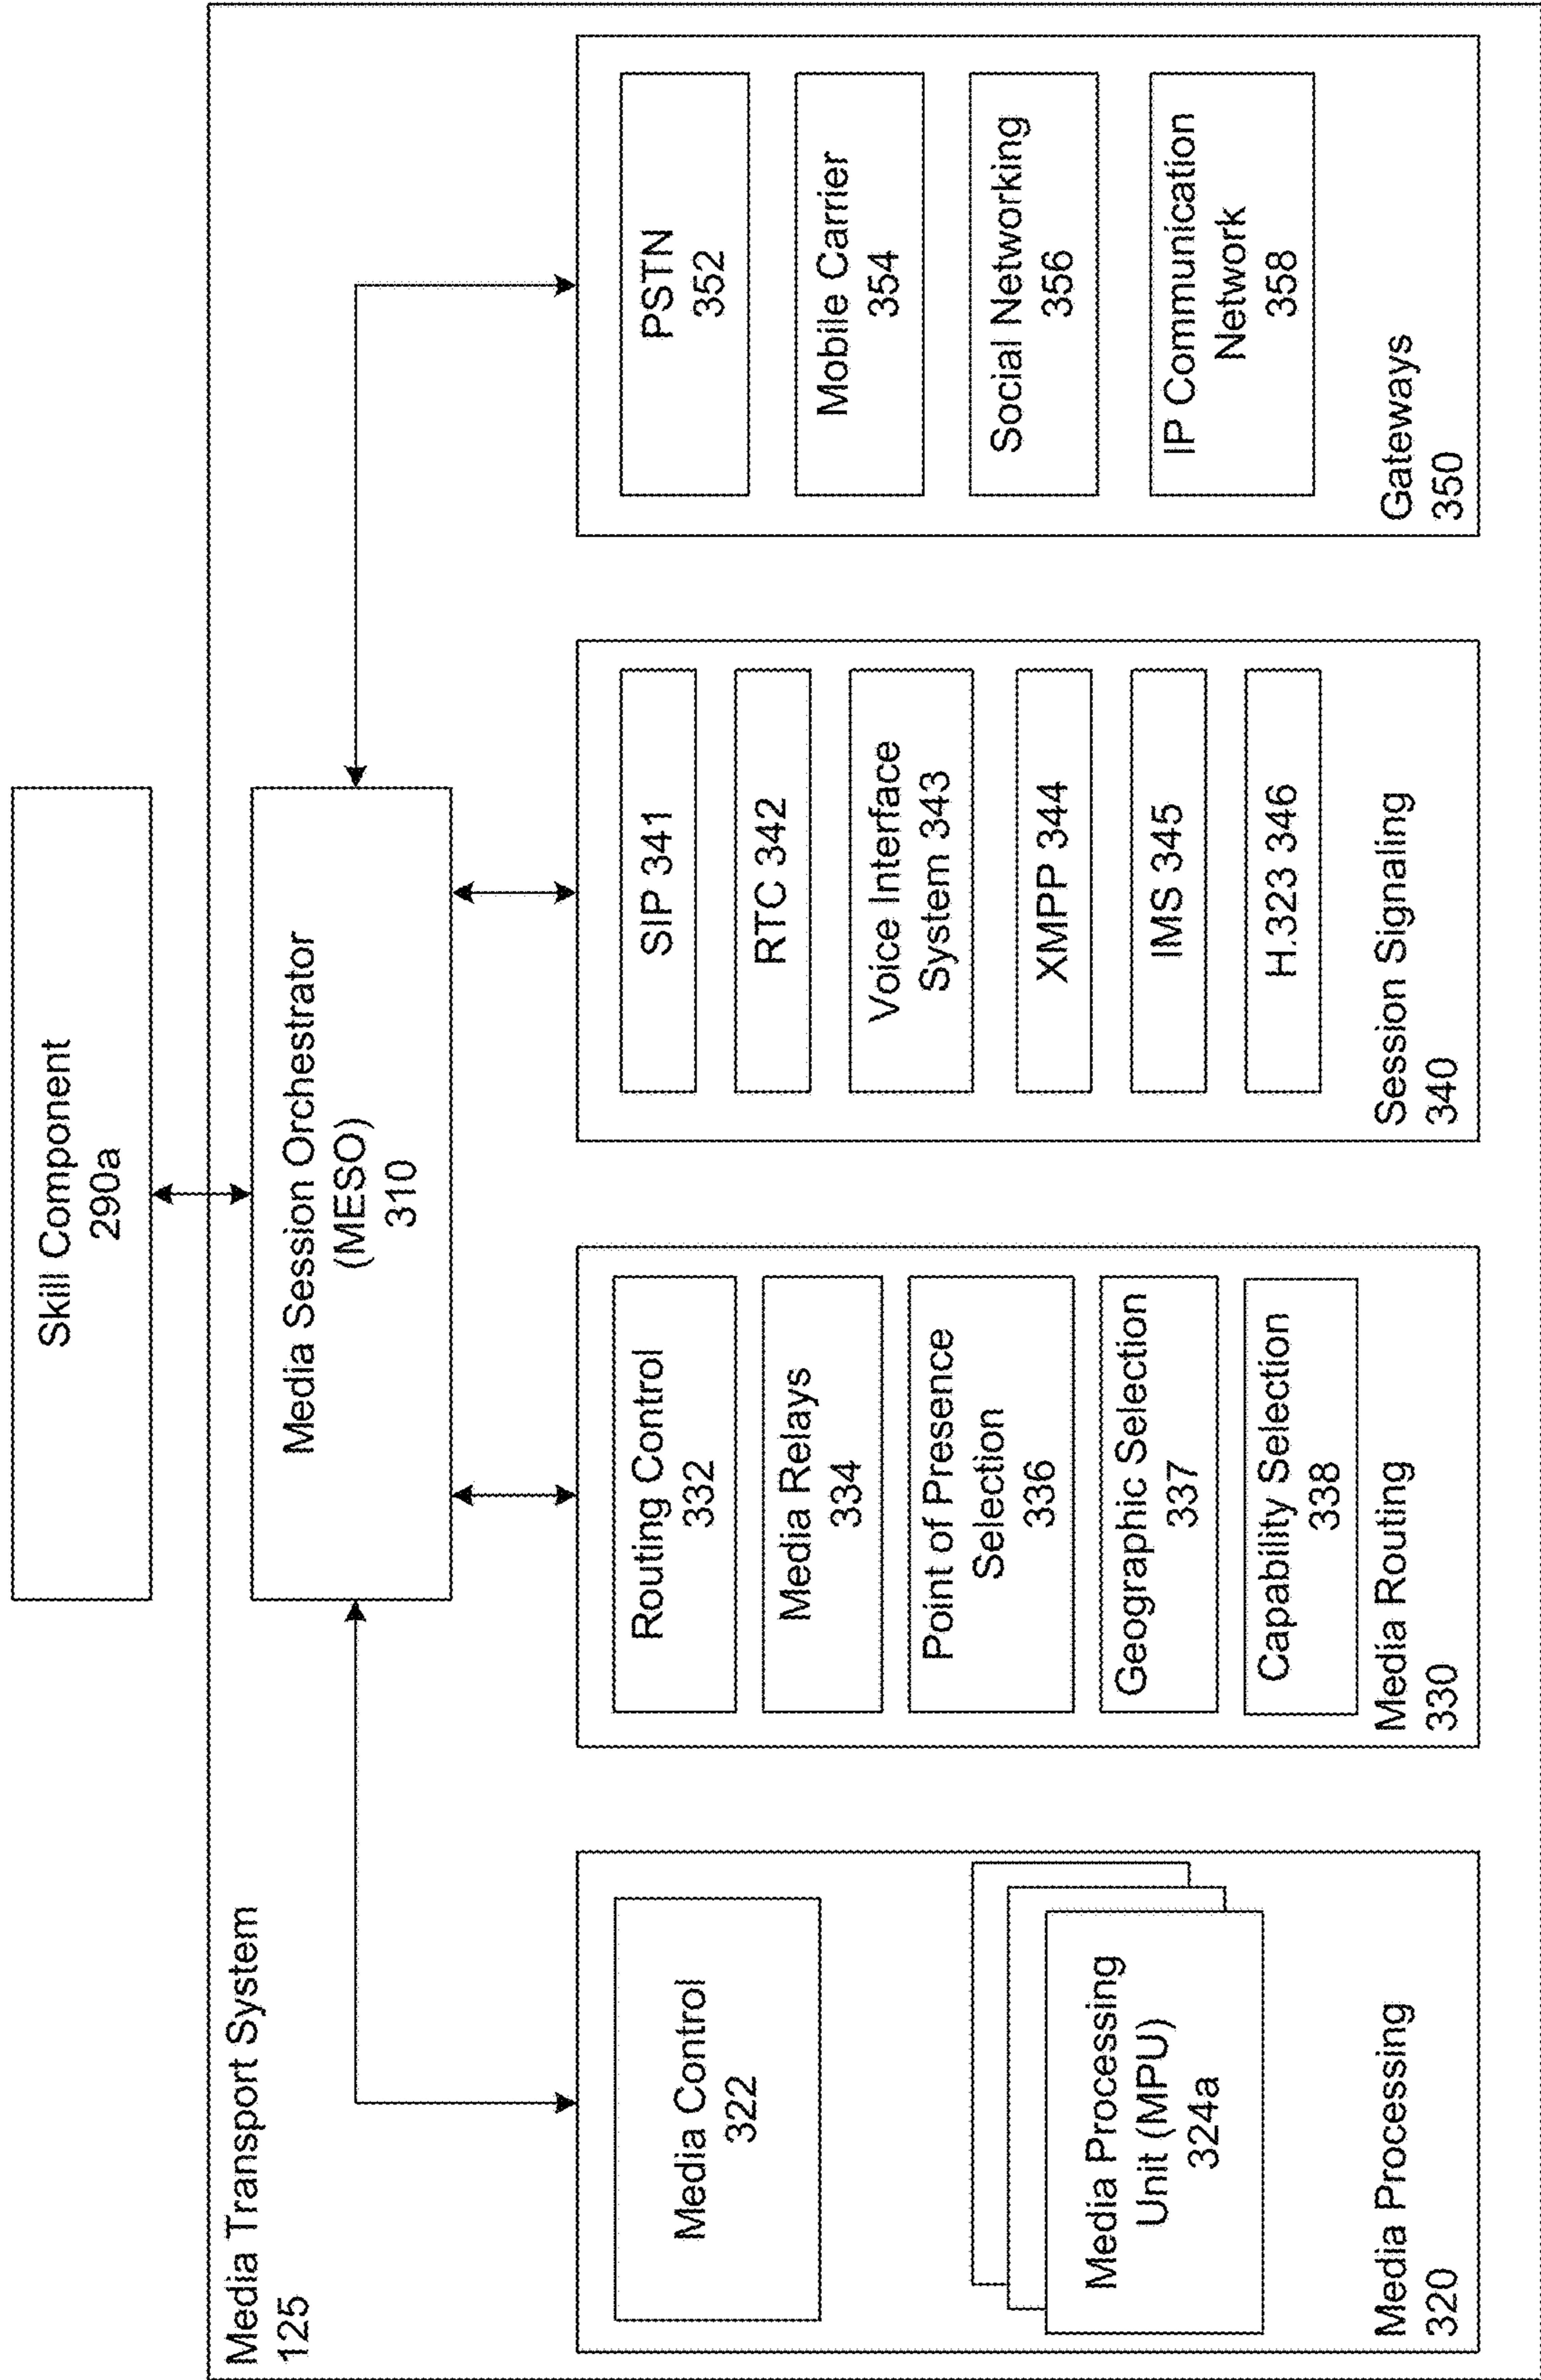 Skill Component
290a
Media Transport System
125
Media Session Orchestrator
(MESO)
310
Media Control
322
Media Processing
Unit (MPU)
324a
Media Processing
320
Routing Control
332
Media Relays
334
Point of Presence
Selection
336
Geographic Selection
337
Capability Selection
338
Media Routing
330
SIP 341
RTC 342
Voice Interface
System 343
XMPP 344
IMS 345
H.323 346
Session Signaling
340
PSTN
352
Mobile Carrier
354
Social Networking
356
IP Communication
Network
358
Gateways
350